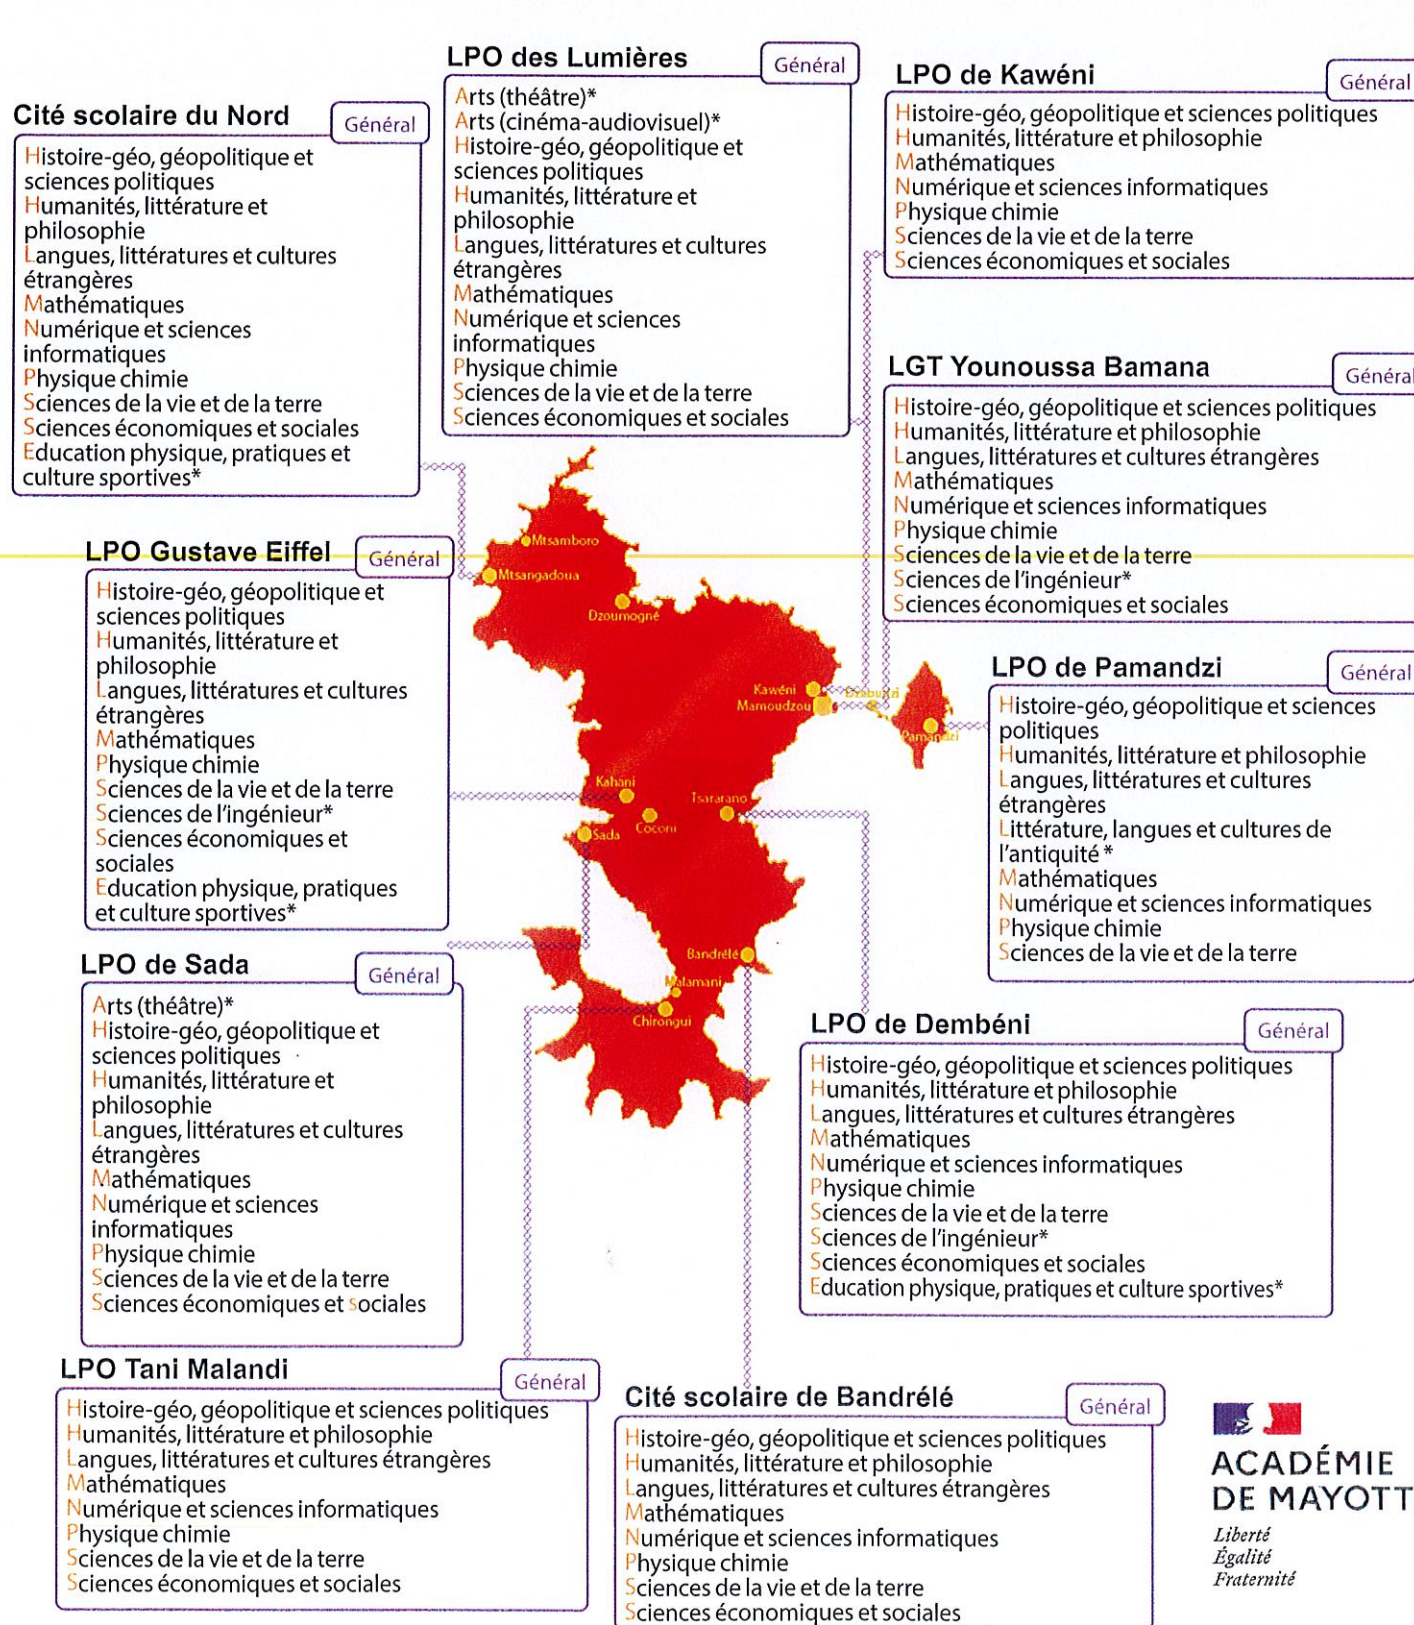 LPO des Lumières
Général
Arts (théâtre)*
Arts (cinéma-audiovisuel)*
Histoire-géo, géopolitique et
sciences politiques
Humanités, littérature et
philosophie
Langues, littératures et cultures
étrangères
Mathématiques
Numérique et sciences
informatiques
Physique chimie
Sciences de la vie et de la terre
Sciences économiques et sociales
LPO de Kawéni
Général
Histoire-géo, géopolitique et sciences politiques
Humanités, littérature et philosophie
Mathématiques
Numérique et sciences informatiques
Physique chimie
Sciences de la vie et de la terre
Sciences économiques et sociales
Cité scolaire du Nord
Général
Histoire-géo, géopolitique et
sciences politiques
Humanités, littérature et
philosophie
Langues, littératures et cultures
étrangères
Mathématiques
Numérique et sciences
informatiques
Physique chimie
Sciences de la vie et de la terre
Sciences économiques et sociales
Education physique, pratiques et
culture sportives*
LGT Younoussa Bamana
Général
Histoire-géo, géopolitique et sciences politiques
Humanités, littérature et philosophie
Langues, littératures et cultures étrangères
Mathématiques
Numérique et sciences informatiques
Physique chimie
Sciences de la vie et de la terre
Sciences de l'ingénieur*
Sciences économiques et sociales
LPO Gustave Eiffel
Général
Histoire-géo, géopolitique et
sciences politiques
Humanités, littérature et
philosophie
Langues, littératures et cultures
étrangères
Mathématiques
Physique chimie
Sciences de la vie et de la terre
Sciences de l'ingénieur*
Sciences économiques et
sociales
Education physique, pratiques
et culture sportives*
Mtsamboro
Mtsangadoua
Dzoumogné
Kawéni
Mamoudzou
Dzaoudzi
Pamandzi
Kahani
Tsararano
Coconi
Sada
Bandrélé
Malamani
Chirongui
LPO de Pamandzi
Général
Histoire-géo, géopolitique et sciences
politiques
Humanités, littérature et philosophie
Langues, littératures et cultures
étrangères
Littérature, langues et cultures de
l'antiquité *
Mathématiques
Numérique et sciences informatiques
Physique chimie
Sciences de la vie et de la terre
LPO de Sada
Général
Arts (théâtre)*
Histoire-géo, géopolitique et
sciences politiques
Humanités, littérature et
philosophie
Langues, littératures et cultures
étrangères
Mathématiques
Numérique et sciences
informatiques
Physique chimie
Sciences de la vie et de la terre
Sciences économiques et sociales
LPO de Dembéni
Général
Histoire-géo, géopolitique et sciences politiques
Humanités, littérature et philosophie
Langues, littératures et cultures étrangères
Mathématiques
Numérique et sciences informatiques
Physique chimie
Sciences de la vie et de la terre
Sciences de l'ingénieur*
Sciences économiques et sociales
Education physique, pratiques et culture sportives*
LPO Tani Malandi
Général
Histoire-géo, géopolitique et sciences politiques
Humanités, littérature et philosophie
Langues, littératures et cultures étrangères
Mathématiques
Numérique et sciences informatiques
Physique chimie
Sciences de la vie et de la terre
Sciences économiques et sociales
Cité scolaire de Bandrélé
Général
Histoire-géo, géopolitique et sciences politiques
Humanités, littérature et philosophie
Langues, littératures et cultures étrangères
Mathématiques
Numérique et sciences informatiques
Physique chimie
Sciences de la vie et de la terre
Sciences économiques et sociales
ACADÉMIE
DE MAYOTT
Liberté
Égalité
Fraternité